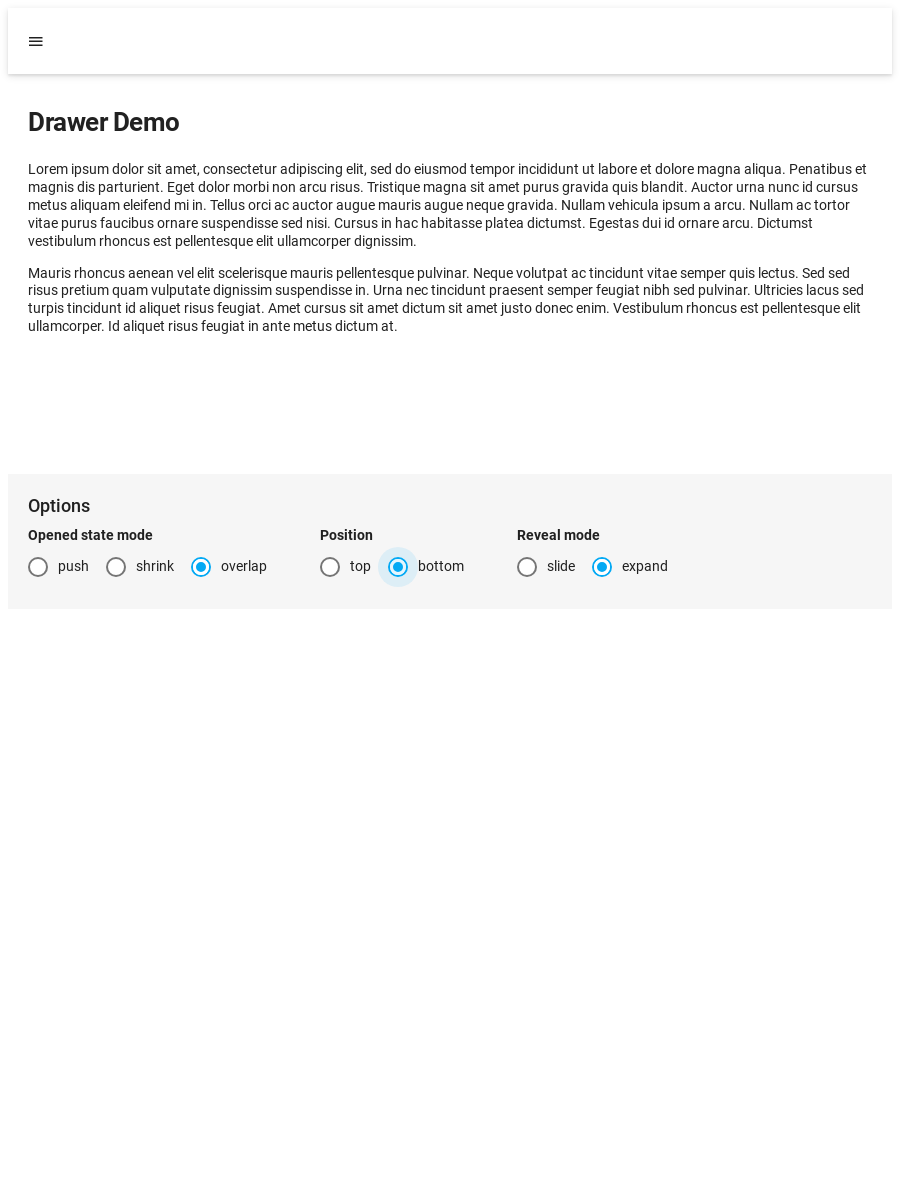 Drawer Demo
Lorem ipsum dolor sit amet, consectetur adipiscing elit, sed do eiusmod tempor incididunt ut labore et dolore magna aliqua. Penatibus et
magnis dis parturient. Eget dolor morbi non arcu risus. Tristique magna sit amet purus gravida quis blandit. Auctor urna nunc id cursus
metus aliquam eleifend mi in. Tellus orci ac auctor augue mauris augue neque gravida. Nullam vehicula ipsum a arcu. Nullam ac tortor
vitae purus faucibus ornare suspendisse sed nisi. Cursus in hac habitasse platea dictumst. Egestas dui id ornare arcu. Dictumst
vestibulum rhoncus est pellentesque elit ullamcorper dignissim.
Mauris rhoncus aenean vel elit scelerisque mauris pellentesque pulvinar. Neque volutpat ac tincidunt vitae semper quis lectus. Sed sed
risus pretium quam vulputate dignissim suspendisse in. Urna nec tincidunt praesent semper feugiat nibh sed pulvinar. Ultricies lacus sed
turpis tincidunt id aliquet risus feugiat. Amet cursus sit amet dictum sit amet justo donec enim. Vestibulum rhoncus est pellentesque elit
ullamcorper. Id aliquet risus feugiat in ante metus dictum at.
Options
Opened state mode
push shrink overlap
Position
top bottom
Reveal mode
slide expand